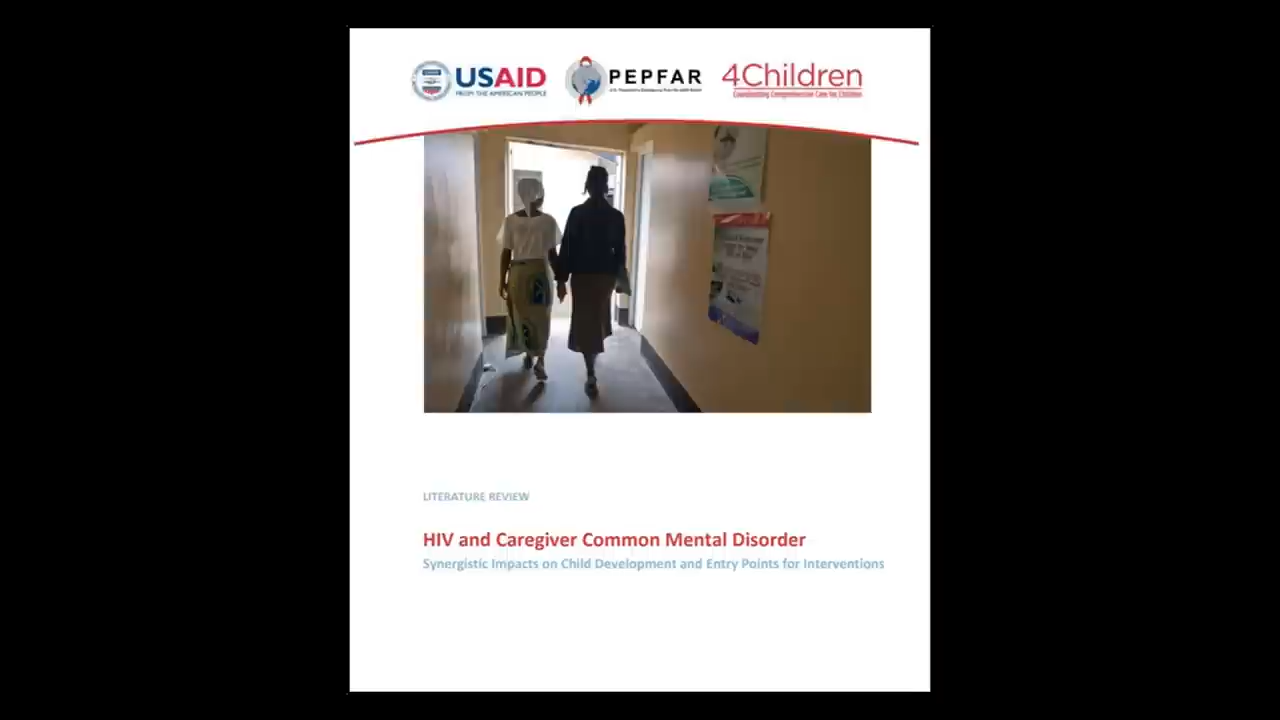 USAID
FROM THE AMERICAN PEOPLE
PEPFAR
4Children
Coordinating Comprehensive Care for Children
LITERATURE REVIEW
HIV and Caregiver Common Mental Disorder
Synergistic Impacts on Child Development and Entry Points for Interventions